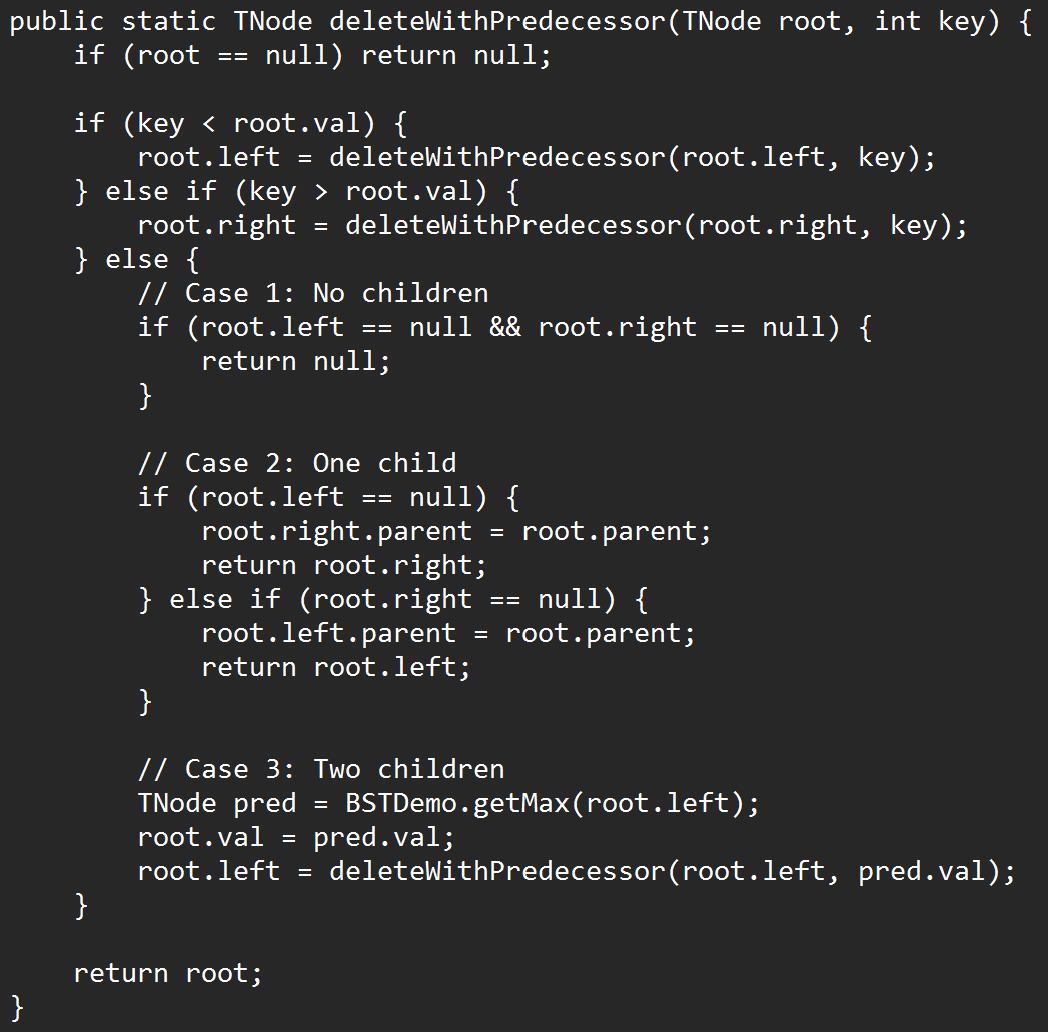 public static TNode deleteWithPredecessor(TNode root, int key) {
    if (root == null) return null;

    if (key < root.val) {
        root.left = deleteWithPredecessor(root.left, key);
    } else if (key > root.val) {
        root.right = deleteWithPredecessor(root.right, key);
    } else {
        // Case 1: No children
        if (root.left == null && root.right == null) {
            return null;
        }

        // Case 2: One child
        if (root.left == null) {
            root.right.parent = root.parent;
            return root.right;
        } else if (root.right == null) {
            root.left.parent = root.parent;
            return root.left;
        }

        // Case 3: Two children
        TNode pred = BSTDemo.getMax(root.left);
        root.val = pred.val;
        root.left = deleteWithPredecessor(root.left, pred.val);
    }

    return root;
}